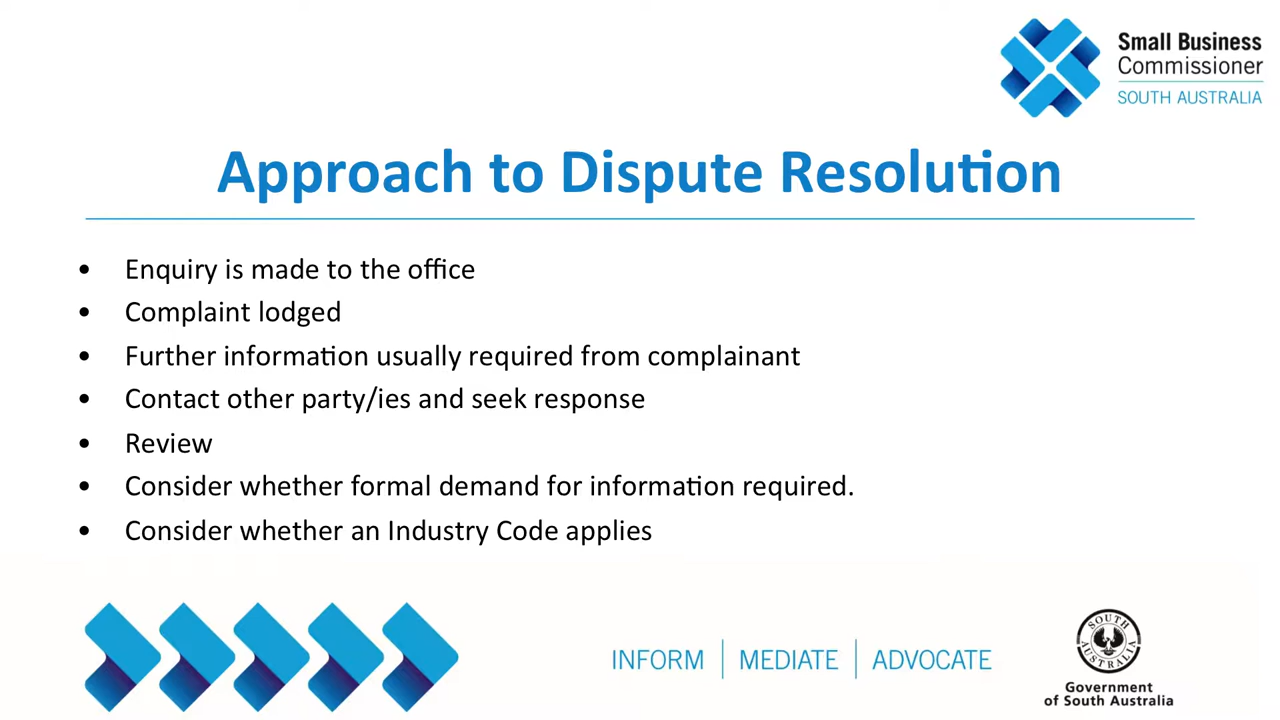 Small Business
Commissioner
SOUTH AUSTRALIA
Approach to Dispute Resolution
• Enquiry is made to the office
• Complaint lodged
• Further information usually required from complainant
• Contact other party/ies and seek response
• Review
• Consider whether formal demand for information required.
• Consider whether an Industry Code applies
INFORM | MEDIATE | ADVOCATE
SOUTH
AUSTRALIA
Government
of South Australia